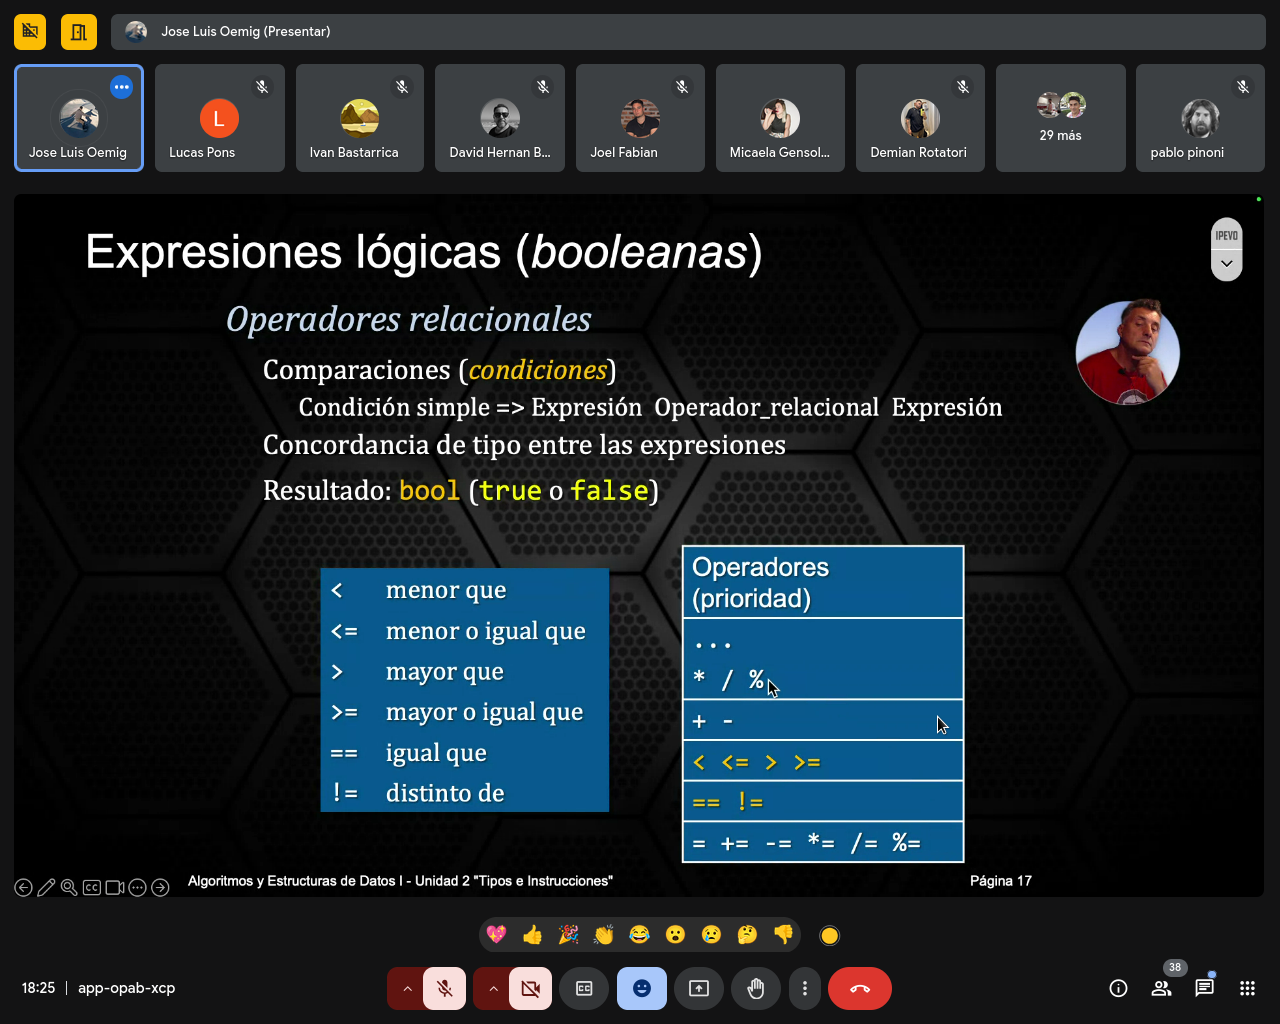 Jose Luis Oemig (Presentar)
Jose Luis Oemig
L
Lucas Pons
Ivan Bastarrica
David Hernan B...
Joel Fabian
Micaela Gensol...
Demian Rotatori
29 más
pablo pinoni
Expresiones lógicas (booleanas)
IPEVO
Operadores relacionales
Comparaciones (condiciones)
Condición simple => Expresión Operador_relacional Expresión
Concordancia de tipo entre las expresiones
Resultado: bool (true o false)
< menor que
<= menor o igual que
> mayor que
>= mayor o igual que
== igual que
!= distinto de
Operadores
(prioridad)
...
* / %
+ -
< <= > >=
== !=
= += -= *= /= %=
CC
Algoritmos y Estructuras de Datos I - Unidad 2 "Tipos e Instrucciones"
Página 17
18:25 | app-opab-xcp
CC
38